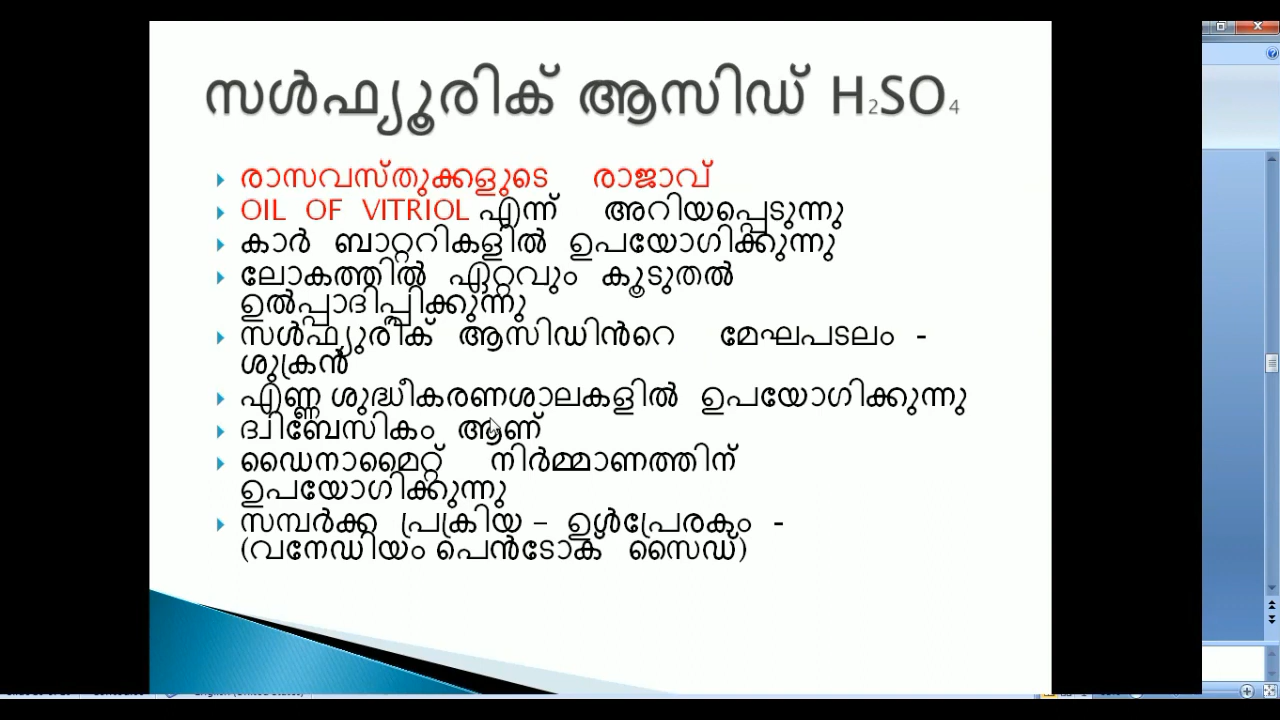 സൾഫ്യൂരിക് ആസിഡ് H₂SO₄
രാസവസ്തുക്കളുടെ രാജാവ്
OIL OF VITRIOL എന്ന് അറിയപ്പെടുന്നു
കാർ ബാറ്ററികളിൽ ഉപയോഗിക്കുന്നു
ലോകത്തിൽ ഏറ്റവും കൂടുതൽ
ഉൽപ്പാദിപ്പിക്കുന്നു
സൾഫ്യുരിക് ആസിഡിൻറെ മേഘപടലം -
ശുക്രൻ
എണ്ണ ശുദ്ധീകരണശാലകളിൽ ഉപയോഗിക്കുന്നു
ദ്വിബേസികം ആണ്
ഡൈനാമൈറ്റ് നിർമ്മാണത്തിന്
ഉപയോഗിക്കുന്നു
സമ്പർക്ക പ്രക്രിയ – ഉൾപ്രേരകം -
(വനേഡിയം പെൻടോക് സൈഡ്)